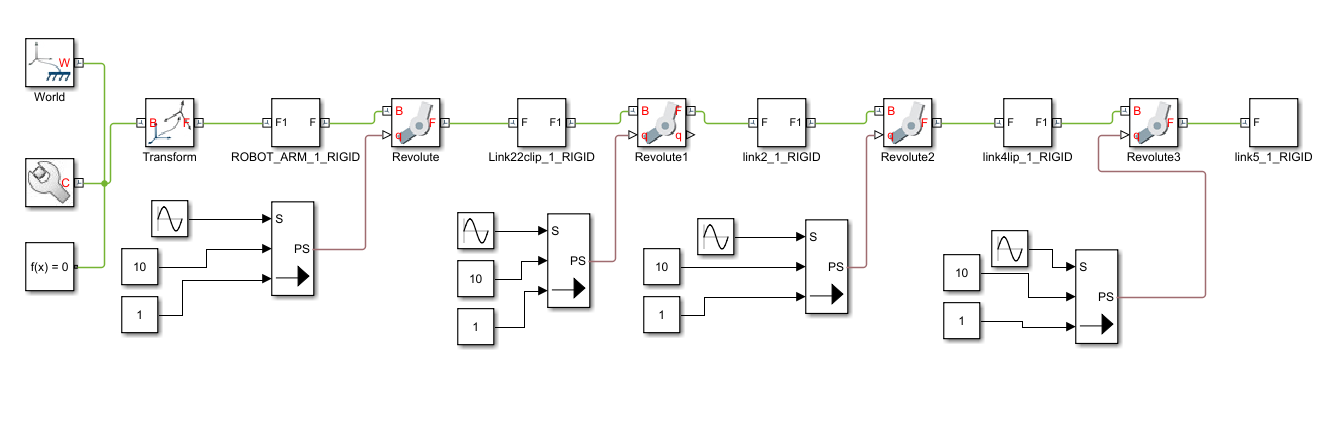 W
World
C
f(x) = 0
B
F
Transform
F1
F
ROBOT_ARM_1_RIGID
B
q
F
Revolute
F
F1
Link22clip_1_RIGID
B
q
F
q
Revolute1
F
F1
link2_1_RIGID
B
q
F
Revolute2
F
F1
link4lip_1_RIGID
B
q
F
Revolute3
F
link5_1_RIGID
10
1
S
PS
10
1
S
PS
10
1
S
PS
10
1
S
PS